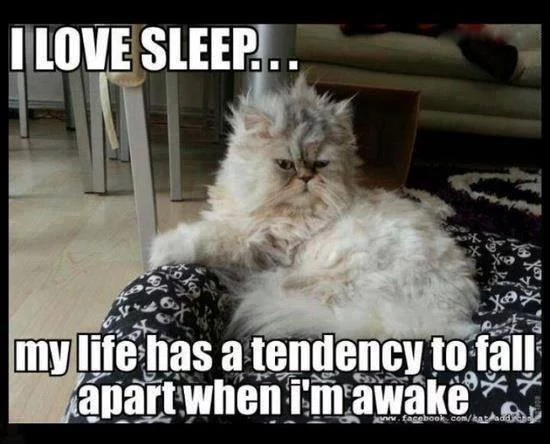 I LOVE SLEEP...
my life has a tendency to fall
apart when i'm awake